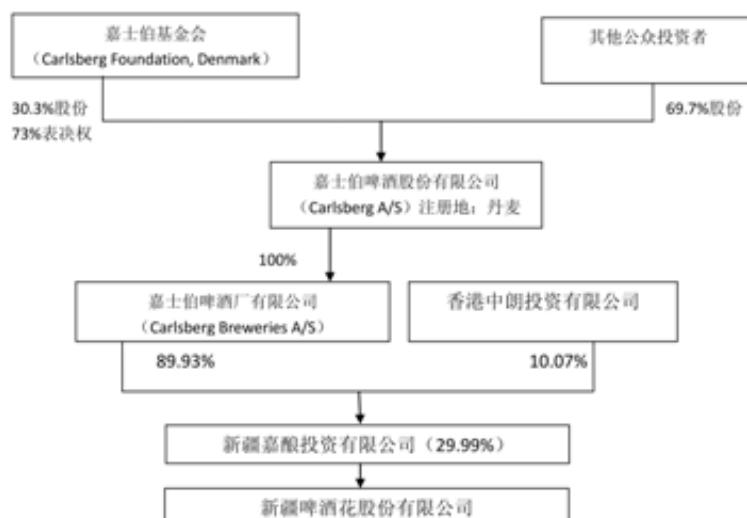 嘉士伯基金会
（Carlsberg Foundation, Denmark）
其他公众投资者
30.3%股份
73%表决权
69.7%股份
嘉士伯啤酒股份有限公司
（Carlsberg A/S）注册地：丹麦
100%
嘉士伯啤酒厂有限公司
（Carlsberg Breweries A/S）
香港中朗投资有限公司
89.93%
10.07%
新疆嘉酿投资有限公司（29.99%）
新疆啤酒花股份有限公司